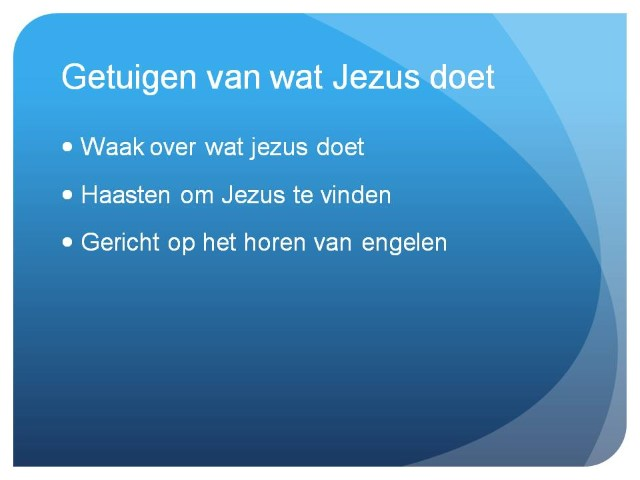 Getuigen van wat Jezus doet
• Waak over wat jezus doet
• Haasten om Jezus te vinden
• Gericht op het horen van engelen